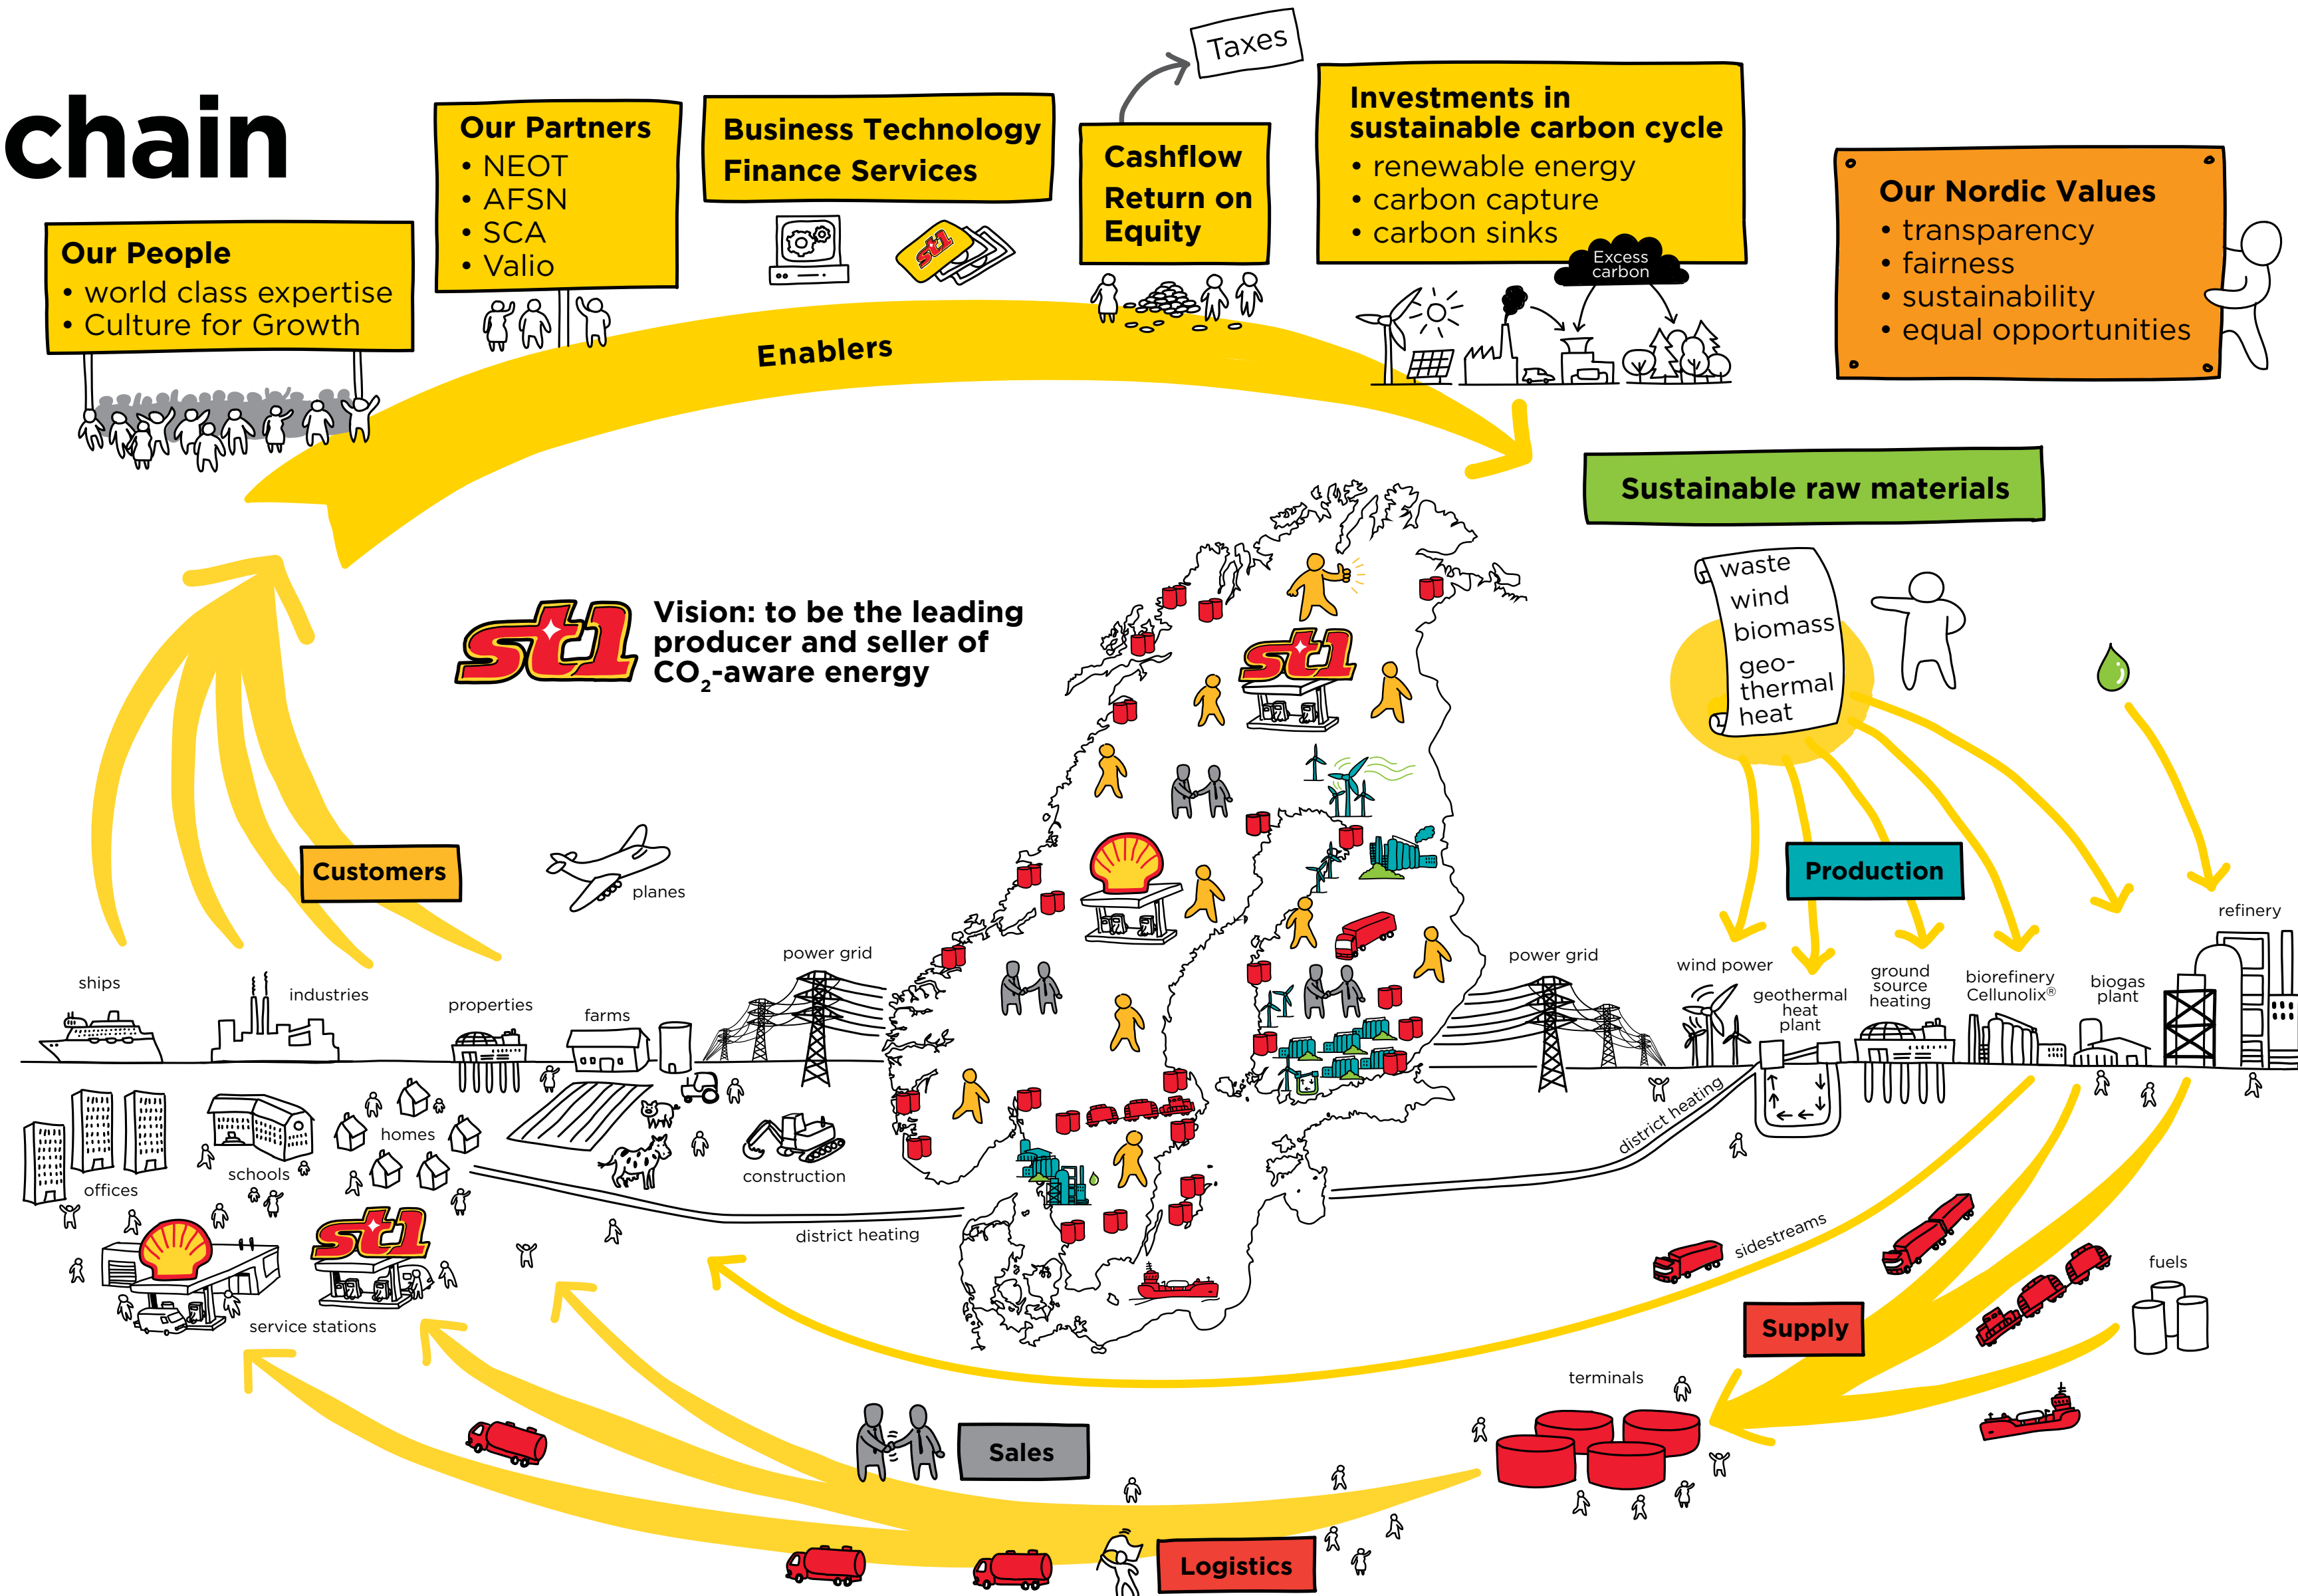 chain
Our People
• world class expertise
• Culture for Growth
Our Partners
• NEOT
• AFSN
• SCA
• Valio
Business Technology
Finance Services
st1
Taxes
Cashflow
Return on
Equity
Investments in
sustainable carbon cycle
• renewable energy
• carbon capture
• carbon sinks
Excess
carbon
Our Nordic Values
• transparency
• fairness
• sustainability
• equal opportunities
Enablers
Sustainable raw materials
waste
wind
biomass
geo-
thermal
heat
st1
Vision: to be the leading
producer and seller of
CO₂-aware energy
st1
Customers
planes
Production
ships
industries
properties
farms
power grid
power grid
wind power
geothermal
heat
plant
ground
source
heating
biorefinery
Cellunolix®
biogas
plant
refinery
offices
schools
homes
construction
district heating
district heating
st1
service stations
sidestreams
Supply
fuels
terminals
Sales
Logistics